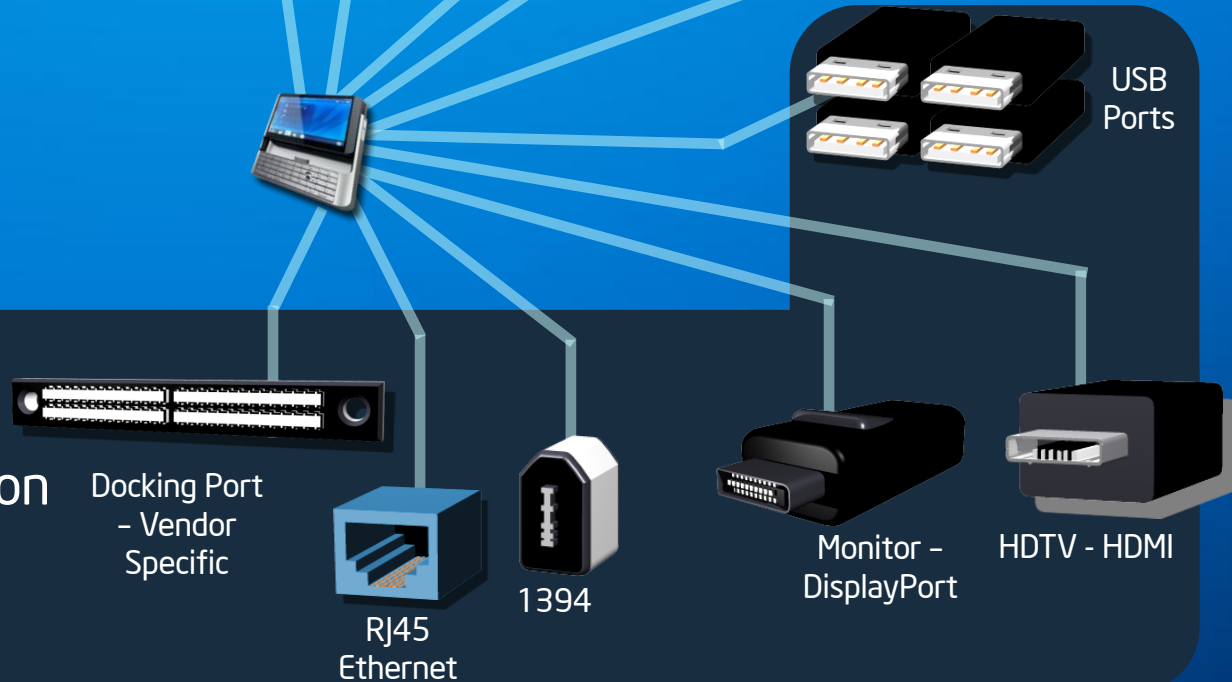 USB
Ports
on
Docking Port
– Vendor
Specific
RJ45
Ethernet
1394
Monitor –
DisplayPort
HDTV - HDMI